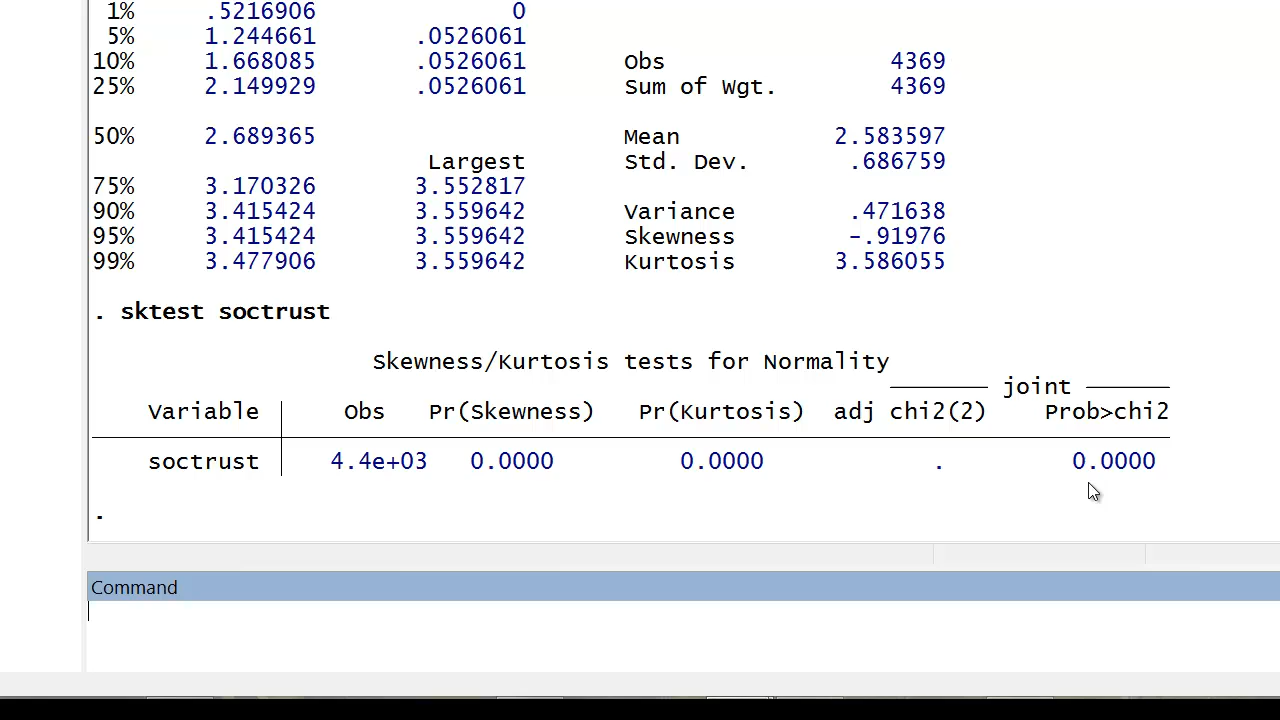 1% .5216906 0
5% 1.244661 .0526061
10% 1.668085 .0526061 Obs 4369
25% 2.149929 .0526061 Sum of Wgt. 4369
50% 2.689365 Mean 2.583597
Largest Std. Dev. .686759
75% 3.170326 3.552817
90% 3.415424 3.559642 Variance .471638
95% 3.415424 3.559642 Skewness -.91976
99% 3.477906 3.559642 Kurtosis 3.586055
. sktest soctrust
Skewness/Kurtosis tests for Normality
joint
Variable Obs Pr(Skewness) Pr(Kurtosis) adj chi2(2) Prob>chi2
soctrust 4.4e+03 0.0000 0.0000 . 0.0000
.
Command